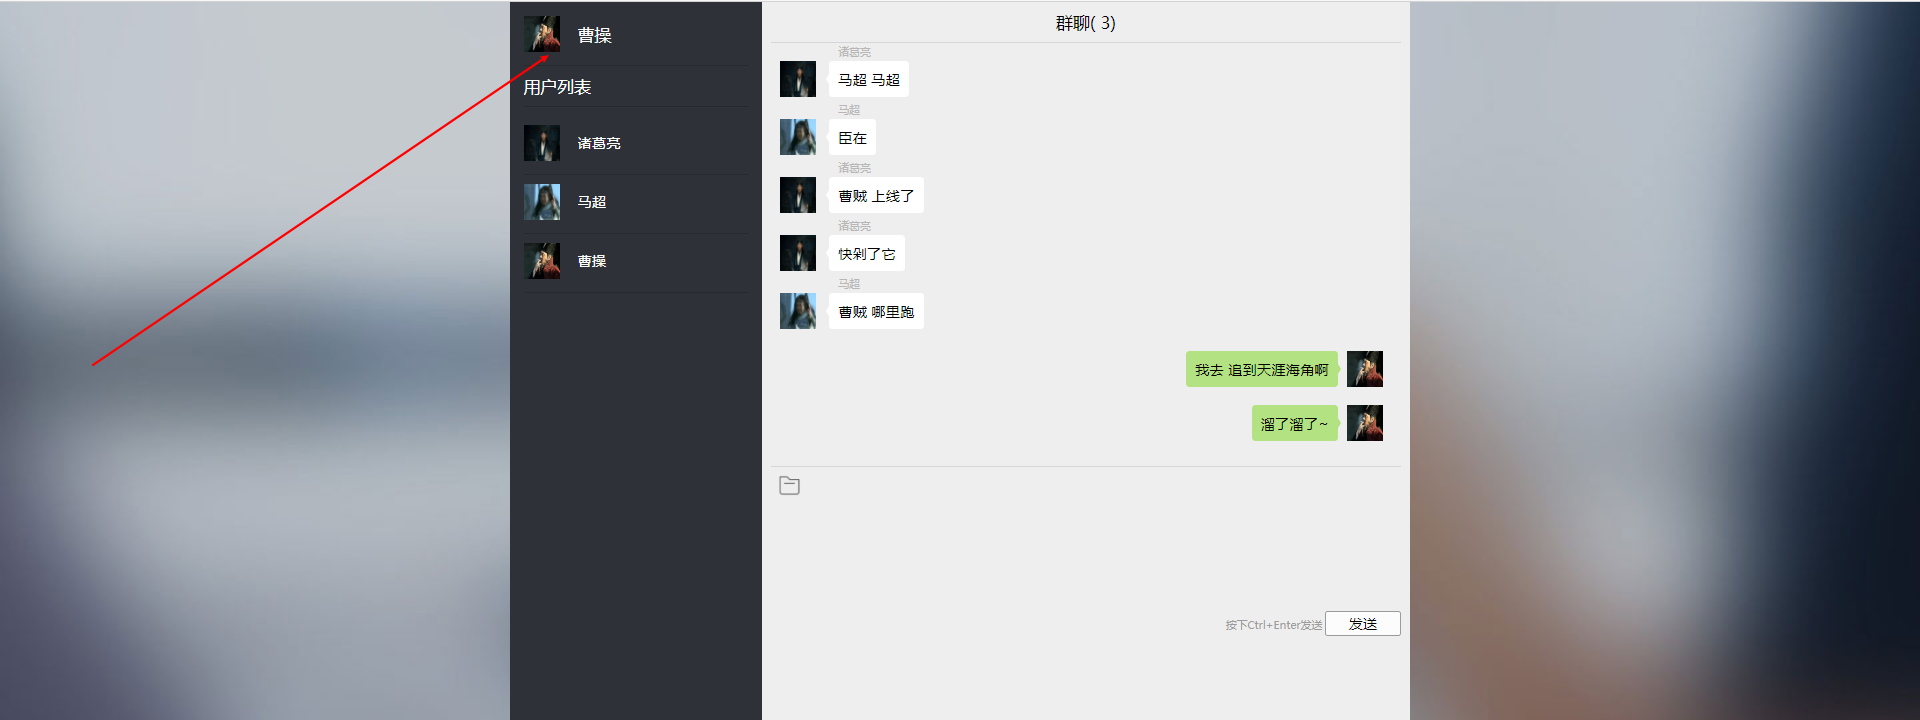 曹操
用户列表
诸葛亮
马超
曹操
群聊( 3)
诸葛亮
马超 马超
马超
臣在
诸葛亮
曹贼 上线了
诸葛亮
快剁了它
马超
曹贼 哪里跑
我去 追到天涯海角啊
溜了溜了~
按下Ctrl+Enter发送
发送